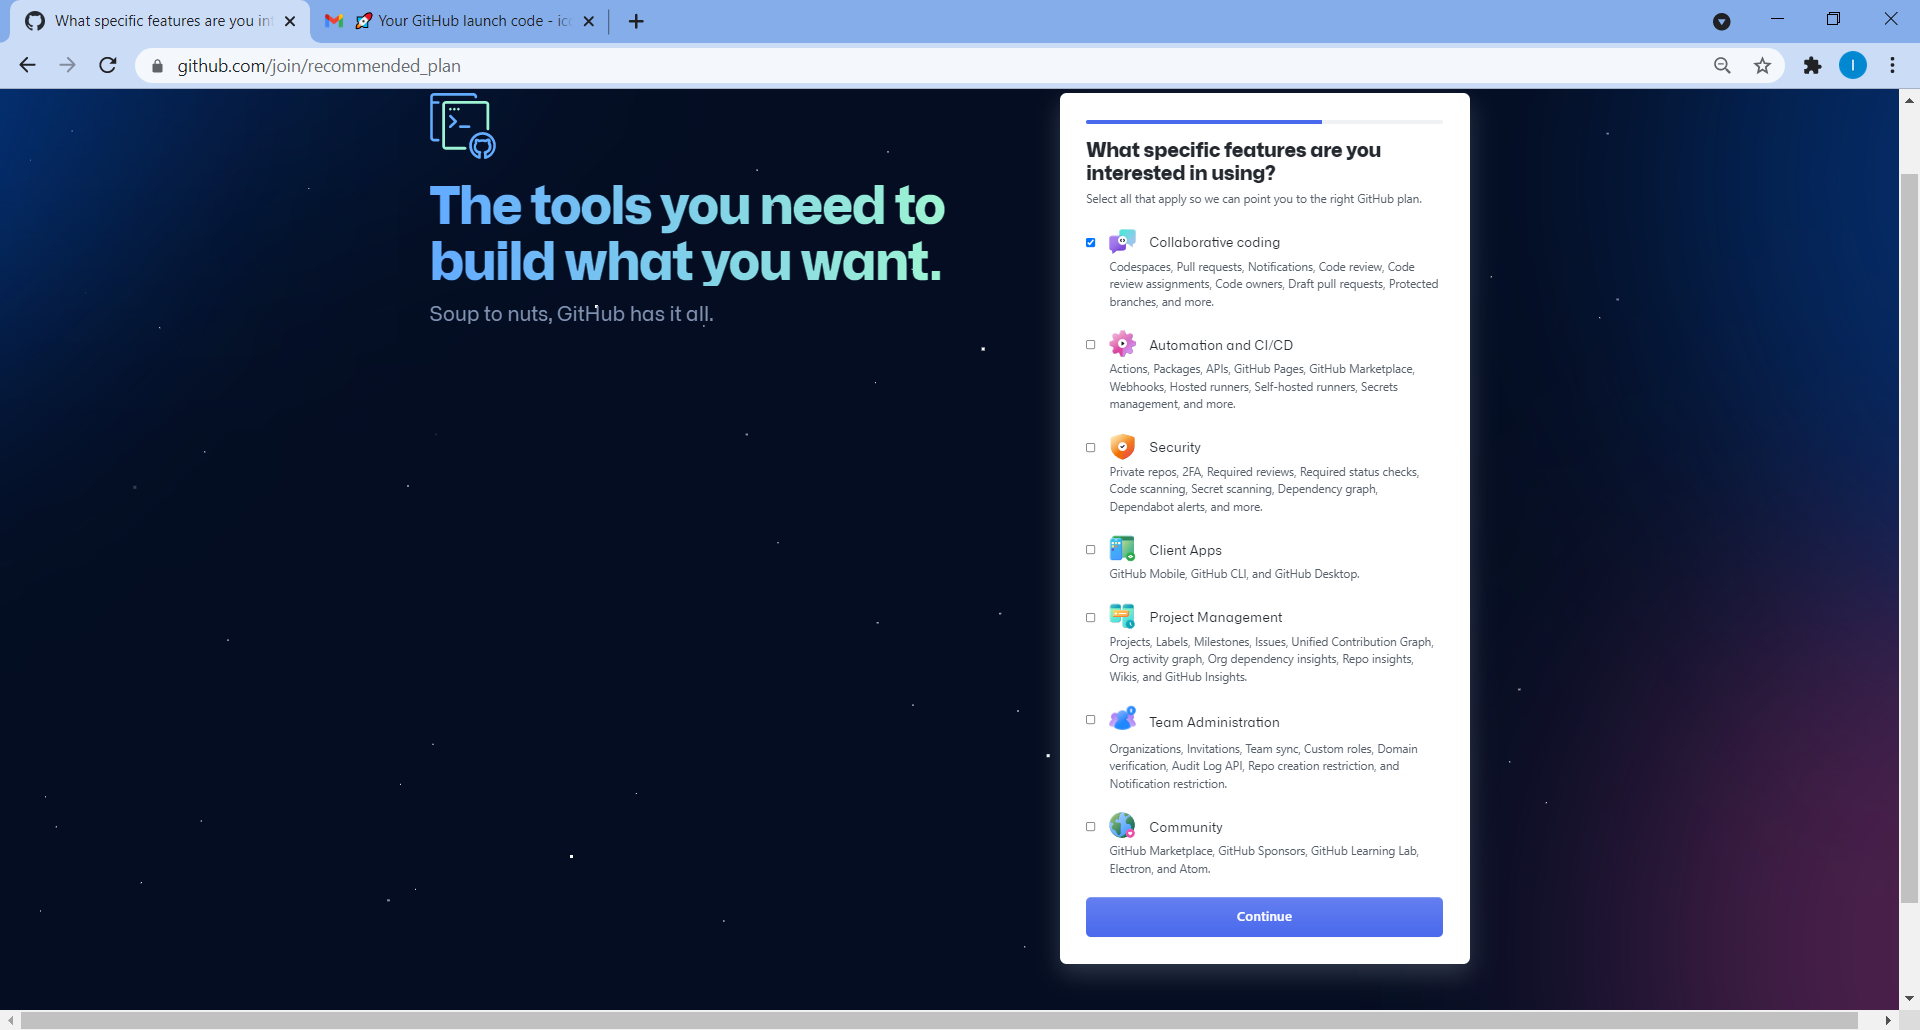 What specific features are you in
Your GitHub launch code - ic
github.com/join/recommended_plan
I
The tools you need to
build what you want.
Soup to nuts, GitHub has it all.
What specific features are you
interested in using?
Select all that apply so we can point you to the right GitHub plan.
Collaborative coding
Codespaces, Pull requests, Notifications, Code review, Code
review assignments, Code owners, Draft pull requests, Protected
branches, and more.
Automation and CI/CD
Actions, Packages, APIs, GitHub Pages, GitHub Marketplace,
Webhooks, Hosted runners, Self-hosted runners, Secrets
management, and more.
Security
Private repos, 2FA, Required reviews, Required status checks,
Code scanning, Secret scanning, Dependency graph,
Dependabot alerts, and more.
Client Apps
GitHub Mobile, GitHub CLI, and GitHub Desktop.
Project Management
Projects, Labels, Milestones, Issues, Unified Contribution Graph,
Org activity graph, Org dependency insights, Repo insights,
Wikis, and GitHub Insights.
Team Administration
Organizations, Invitations, Team sync, Custom roles, Domain
verification, Audit Log API, Repo creation restriction, and
Notification restriction.
Community
GitHub Marketplace, GitHub Sponsors, GitHub Learning Lab,
Electron, and Atom.
Continue